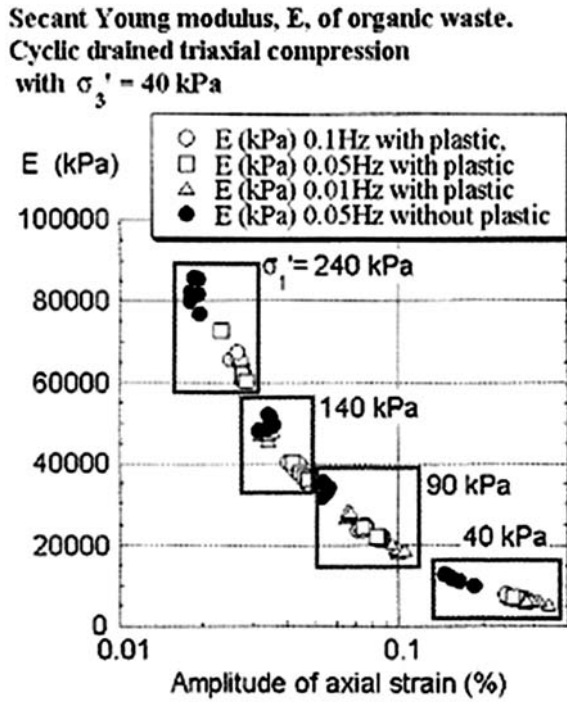 Secant Young modulus, E, of organic waste.
Cyclic drained triaxial compression
with σ₃' = 40 kPa
○ E (kPa) 0.1Hz with plastic,
□ E (kPa) 0.05Hz with plastic
△ E (kPa) 0.01Hz with plastic
● E (kPa) 0.05Hz without plastic
E (kPa)
100000
σ₁'= 240 kPa
80000
60000
140 kPa
40000
90 kPa
20000
40 kPa
0
0.01
0.1
Amplitude of axial strain (%)